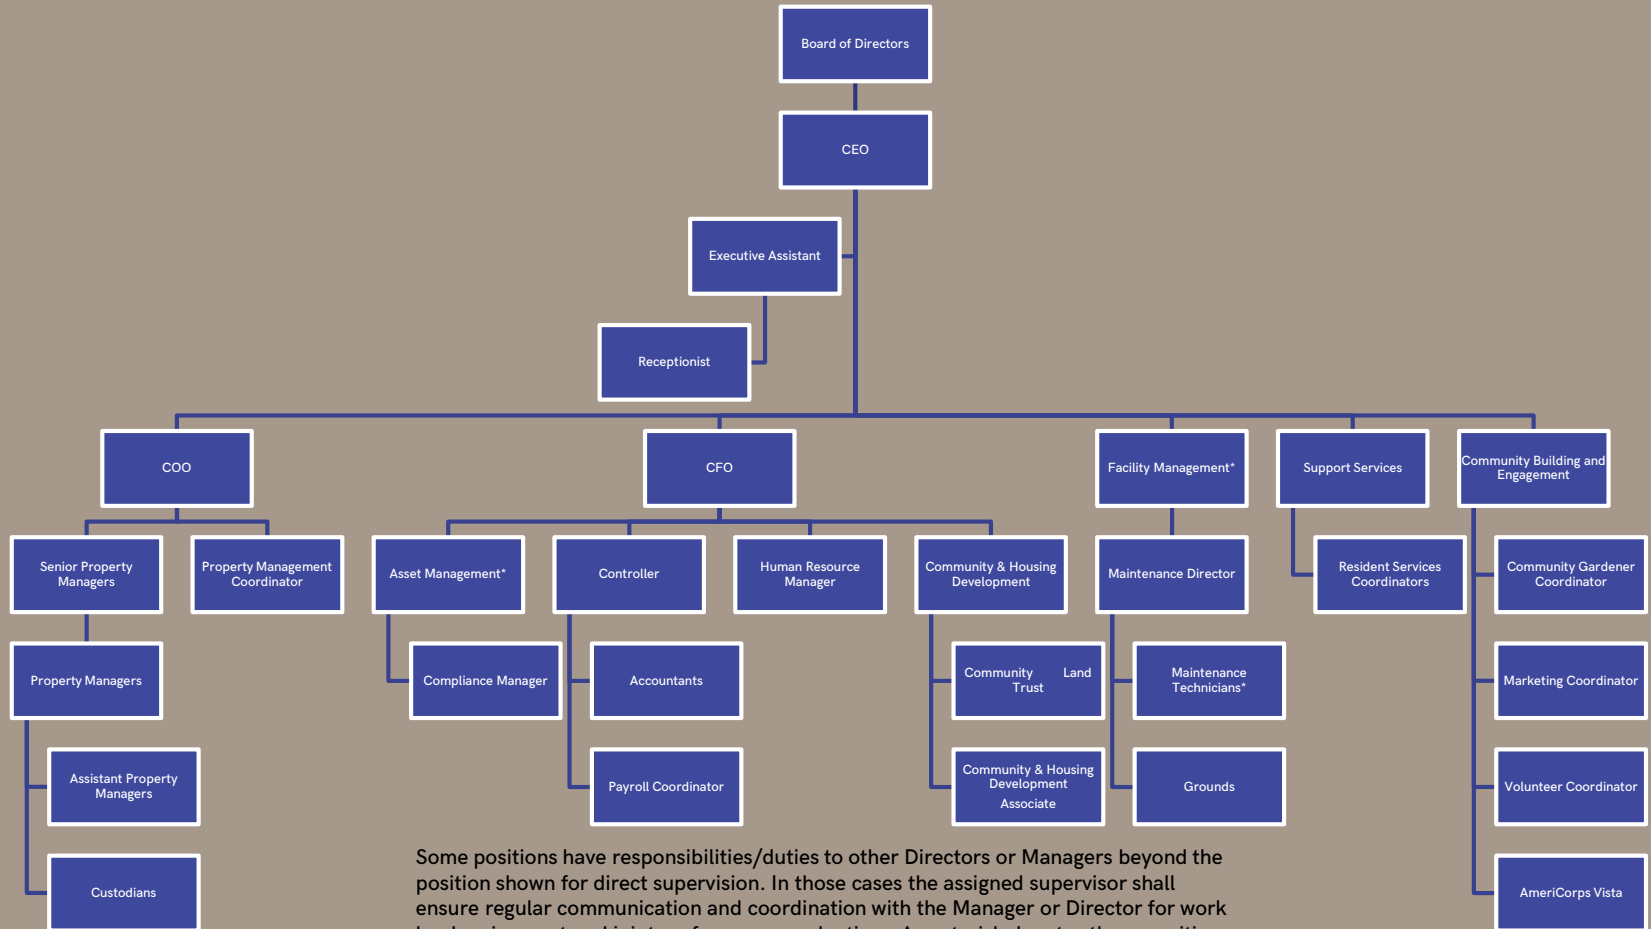 Board of Directors
CEO
Executive Assistant
Receptionist
COO
CFO
Facility Management*
Support Services
Community Building and
Engagement
Senior Property
Managers
Property Management
Coordinator
Asset Management*
Controller
Human Resource
Manager
Community & Housing
Development
Maintenance Director
Resident Services
Coordinators
Community Gardener
Coordinator
Property Managers
Compliance Manager
Accountants
Community Land
Trust
Maintenance
Technicians*
Marketing Coordinator
Assistant Property
Managers
Payroll Coordinator
Community & Housing
Development
Associate
Grounds
Volunteer Coordinator
Custodians
AmeriCorps Vista
Some positions have responsibilities/duties to other Directors or Managers beyond the
position shown for direct supervision. In those cases the assigned supervisor shall
ensure regular communication and coordination with the Manager or Director for work